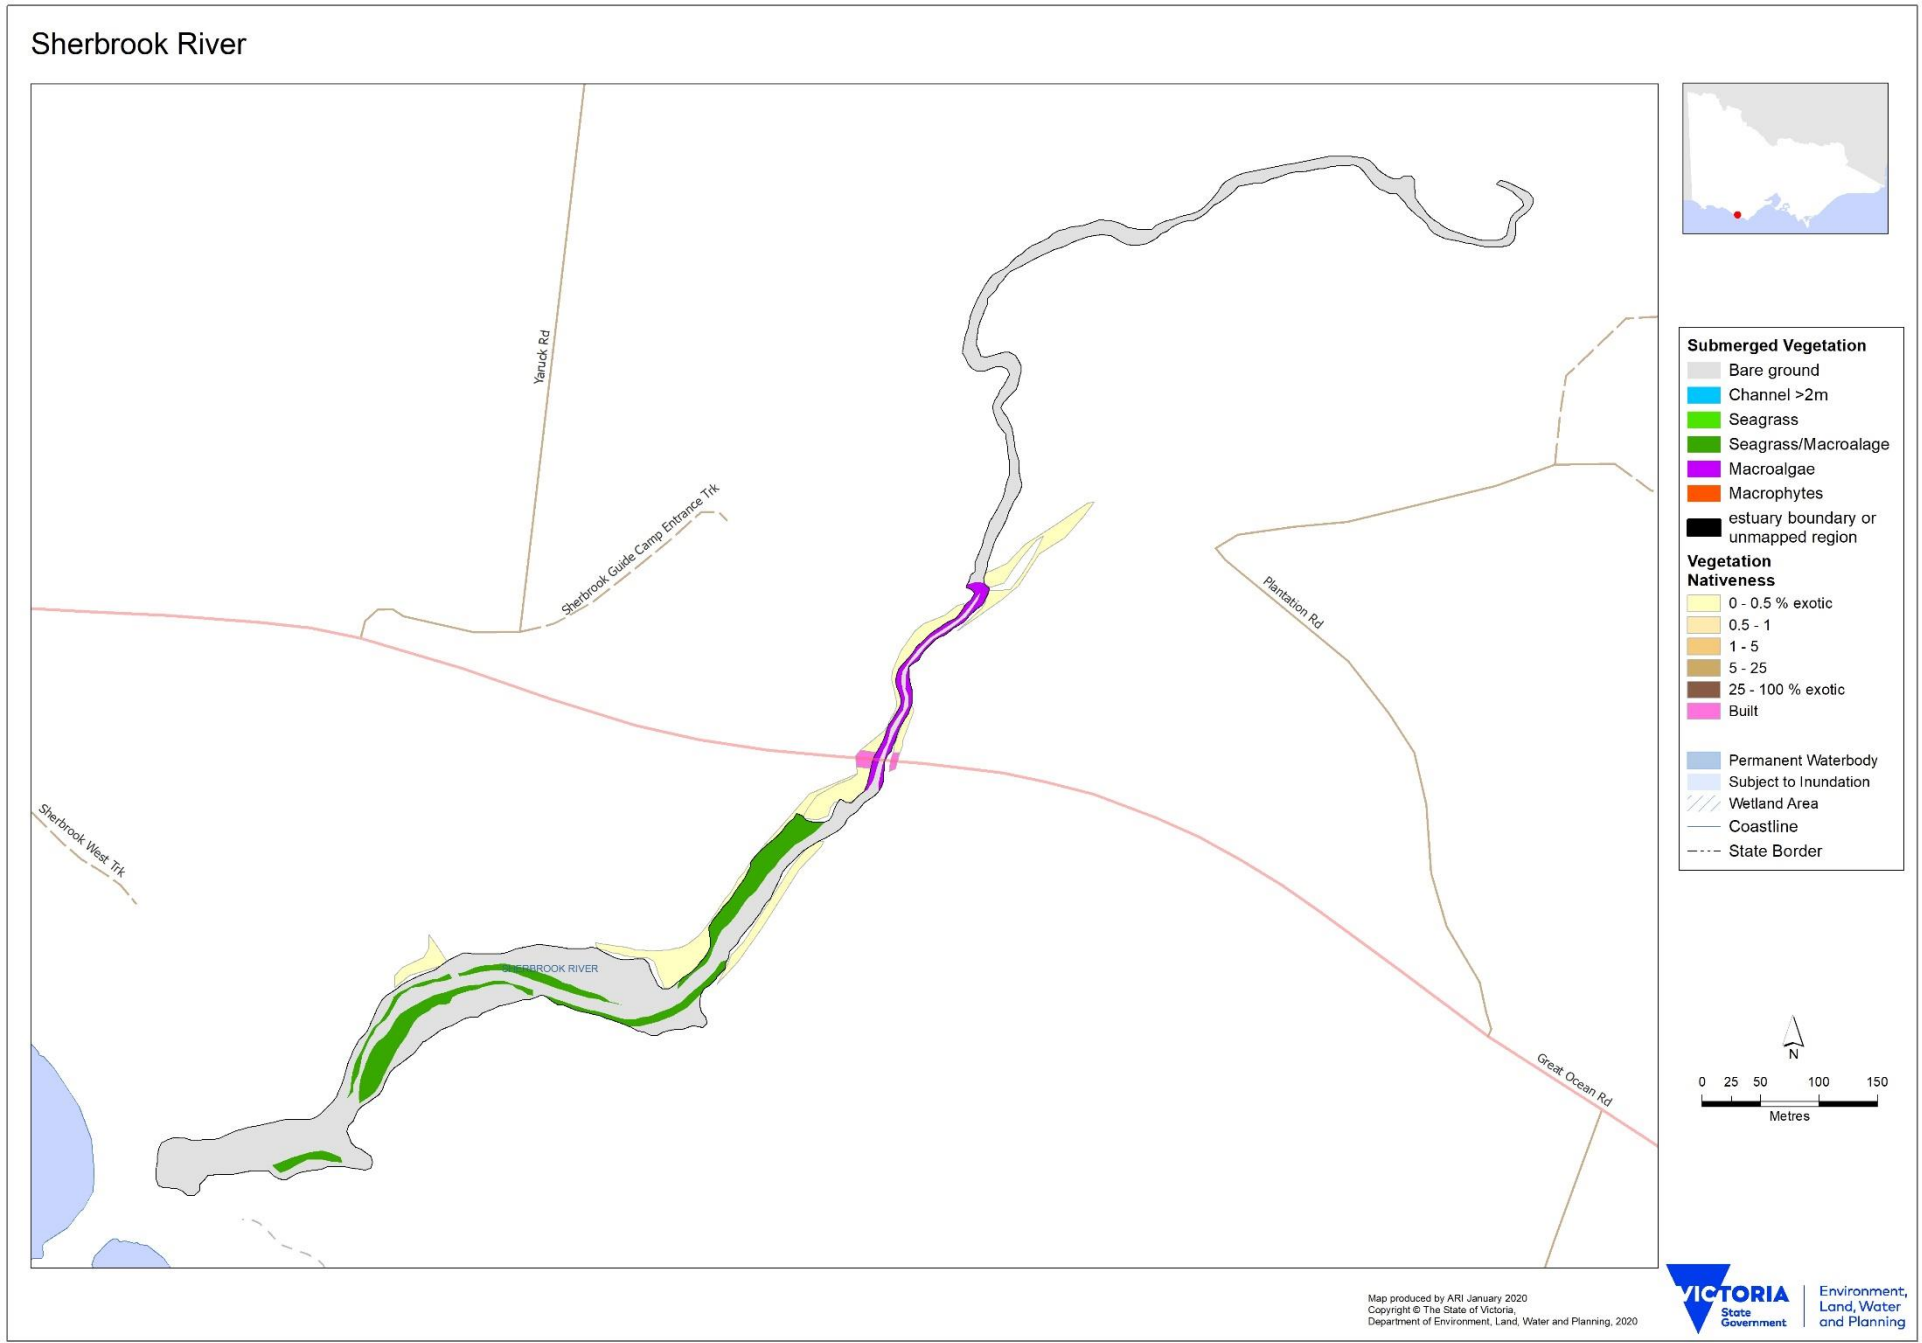 Sherbrook River
Yaruck Rd
Sherbrook Guide Camp Entrance Trk
Plantation Rd
Sherbrook West Trk
SHERBROOK RIVER
Great Ocean Rd
Submerged Vegetation
Bare ground
Channel >2m
Seagrass
Seagrass/Macroalage
Macroalgae
Macrophytes
estuary boundary or
unmapped region
Vegetation
Nativeness
0 - 0.5 % exotic
0.5 - 1
1 - 5
5 - 25
25 - 100 % exotic
Built
Permanent Waterbody
Subject to Inundation
Wetland Area
Coastline
State Border
N
0 25 50 100 150
Metres
Map produced by ARI January 2020
Copyright © The State of Victoria,
Department of Environment, Land, Water and Planning, 2020
VICTORIA
State
Government
Environment,
Land, Water
and Planning